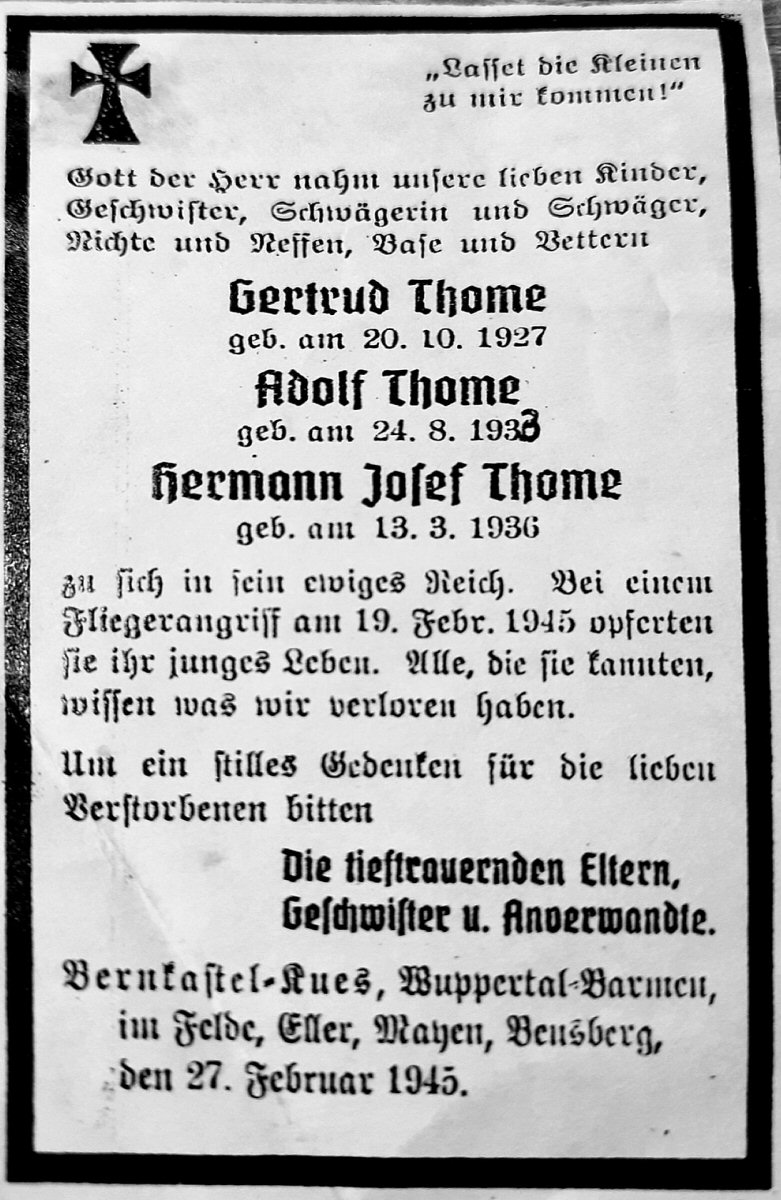 „Lasset die Kleinen
zu mir kommen!“
Gott der Herr nahm unsere lieben Kinder,
Geschwister, Schwägerin und Schwäger,
Nichte und Neffen, Base und Vettern
Gertrud Thome
geb. am 20. 10. 1927
Adolf Thome
geb. am 24. 8. 1933
Hermann Josef Thome
geb. am 13. 3. 1936
zu sich in sein ewiges Reich. Bei einem
Fliegerangriff am 19. Febr. 1945 opferten
sie ihr junges Leben. Alle, die sie kannten,
wissen was wir verloren haben.
Um ein stilles Gedenken für die lieben
Verstorbenen bitten
Die tieftrauernden Eltern,
Geschwister u. Anverwandte.
Bernkastel-Kues, Wuppertal-Barmen,
im Felde, Eller, Mayen, Bensberg,
den 27. Februar 1945.